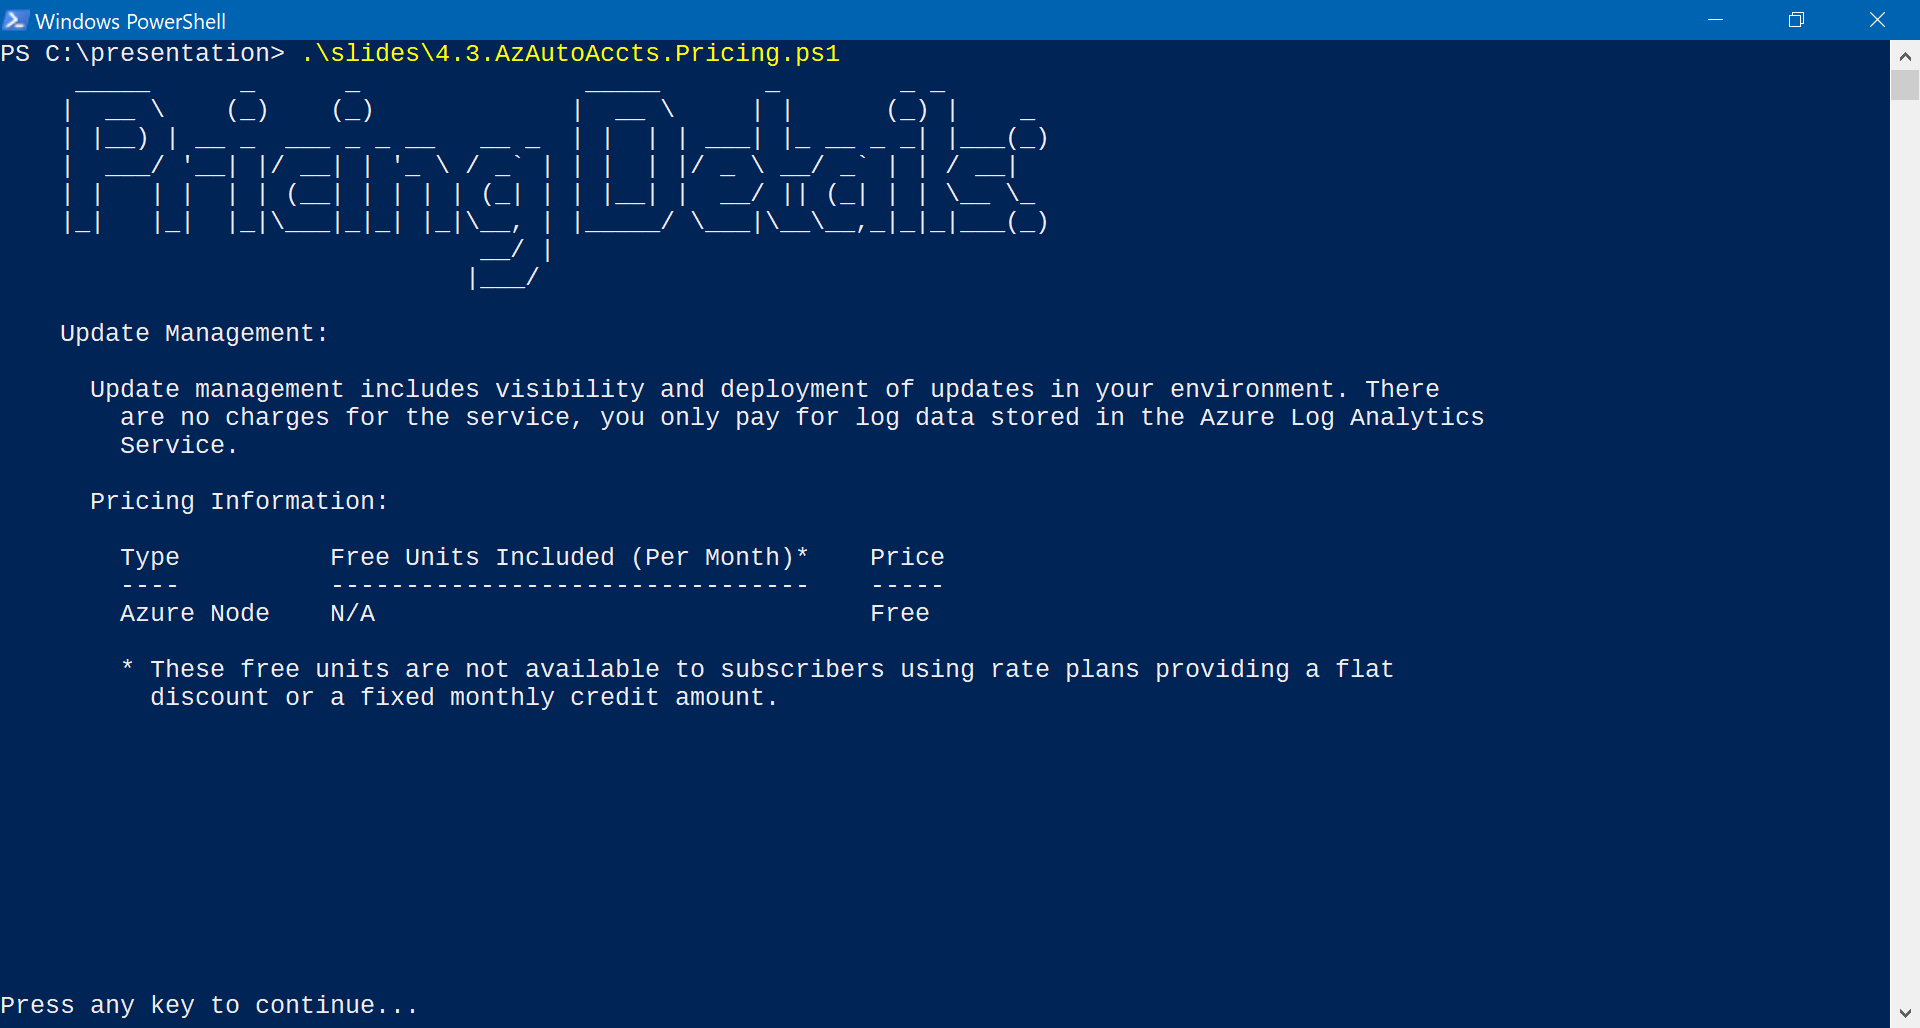 Windows PowerShell
PS C:\presentation> .\slides\4.3.AzAutoAccts.Pricing.ps1
Pricing Details:
Update Management:
Update management includes visibility and deployment of updates in your environment. There
are no charges for the service, you only pay for log data stored in the Azure Log Analytics
Service.
Pricing Information:
Type Free Units Included (Per Month)* Price
---- -------------------------------- -----
Azure Node N/A Free
* These free units are not available to subscribers using rate plans providing a flat
discount or a fixed monthly credit amount.
Press any key to continue...